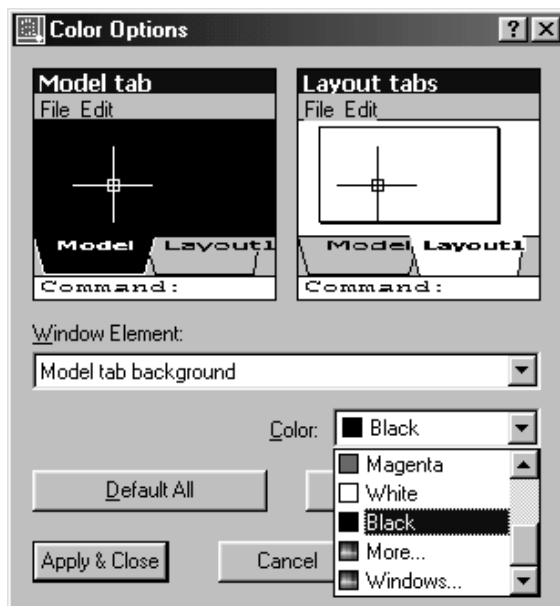 Color Options
Model tab
File Edit
Model Layout1
Command:
Layout tabs
File Edit
Model Layout1
Command:
Window Element:
Model tab background
Color: Black
Magenta
White
Black
More...
Windows...
Default All
Apply & Close
Cancel